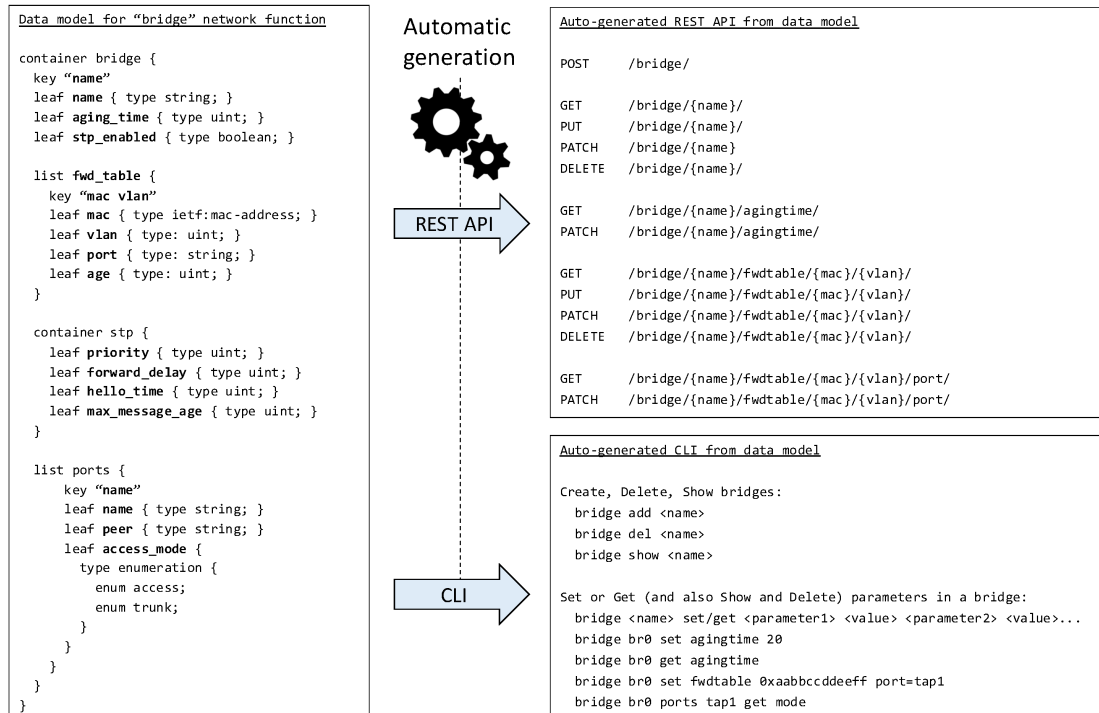 Data model for “bridge” network function
container bridge {
key “name”
leaf name { type string; }
leaf aging_time { type uint; }
leaf stp_enabled { type boolean; }
list fwd_table {
key “mac vlan”
leaf mac { type ietf:mac-address; }
leaf vlan { type: uint; }
leaf port { type: string; }
leaf age { type: uint; }
}
container stp {
leaf priority { type uint; }
leaf forward_delay { type uint; }
leaf hello_time { type uint; }
leaf max_message_age { type uint; }
}
list ports {
key “name”
leaf name { type string; }
leaf peer { type string; }
leaf access_mode {
type enumeration {
enum access;
enum trunk;
}
}
}
}
}
Automatic
generation
REST API
CLI
Auto-generated REST API from data model
POST /bridge/
GET /bridge/{name}/
PUT /bridge/{name}/
PATCH /bridge/{name}
DELETE /bridge/{name}/
GET /bridge/{name}/agingtime/
PATCH /bridge/{name}/agingtime/
GET /bridge/{name}/fwdtable/{mac}/{vlan}/
PUT /bridge/{name}/fwdtable/{mac}/{vlan}/
PATCH /bridge/{name}/fwdtable/{mac}/{vlan}/
DELETE /bridge/{name}/fwdtable/{mac}/{vlan}/
GET /bridge/{name}/fwdtable/{mac}/{vlan}/port/
PATCH /bridge/{name}/fwdtable/{mac}/{vlan}/port/
Auto-generated CLI from data model
Create, Delete, Show bridges:
bridge add <name>
bridge del <name>
bridge show <name>
Set or Get (and also Show and Delete) parameters in a bridge:
bridge <name> set/get <parameter1> <value> <parameter2> <value>...
bridge br0 set agingtime 20
bridge br0 get agingtime
bridge br0 set fwdtable 0xaabbccddeeff port=tap1
bridge br0 ports tap1 get mode